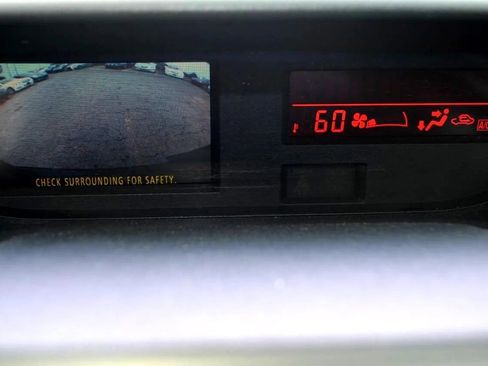 CHECK SURROUNDING FOR SAFETY.
60
A/C